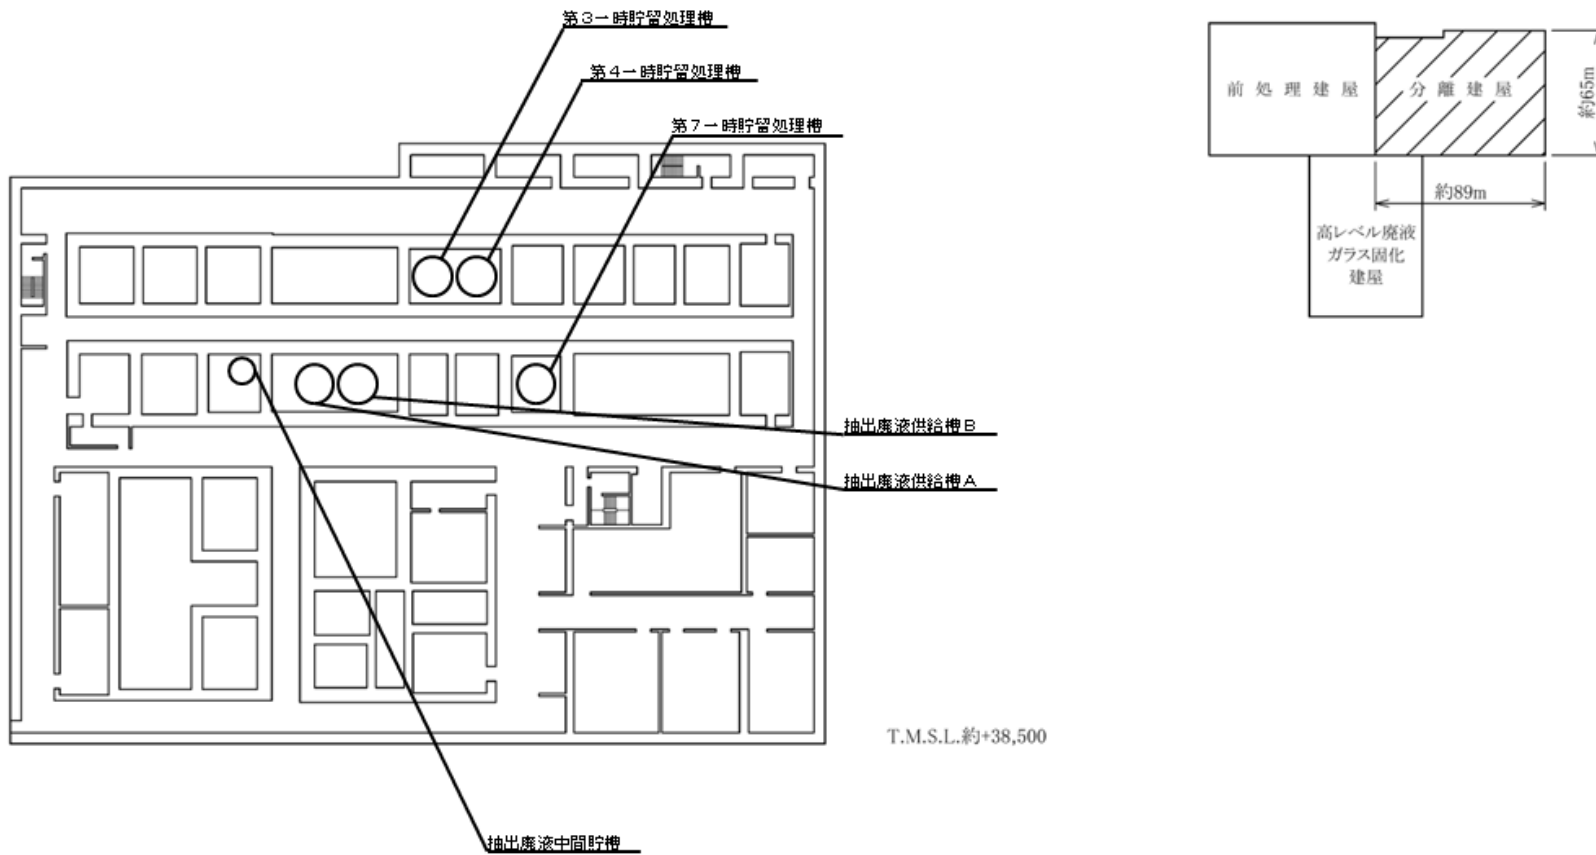 第３一時貯留処理槽
第４一時貯留処理槽
第７一時貯留処理槽
抽出廃液供給槽Ｂ
抽出廃液供給槽Ａ
抽出廃液中間貯槽
T.M.S.L.約+38,500
前処理建屋
分離建屋
約65m
約89m
高レベル廃液
ガラス固化
建屋